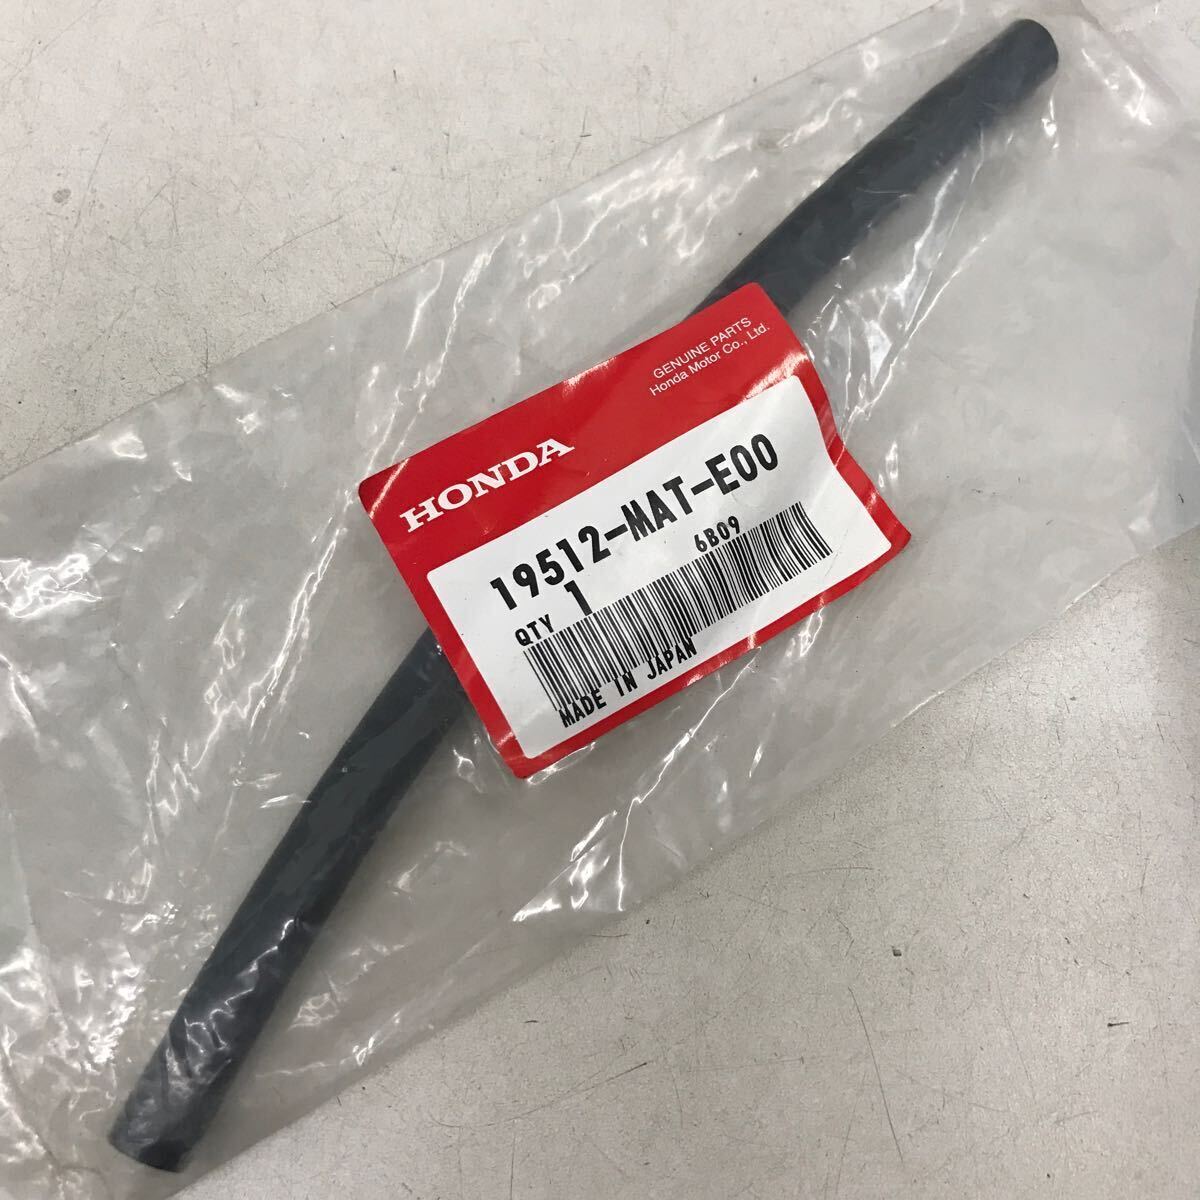 GENUINE PARTS
Honda Motor Co., Ltd.
HONDA
19512-MAT-E00
6B09
QTY 1
MADE IN JAPAN